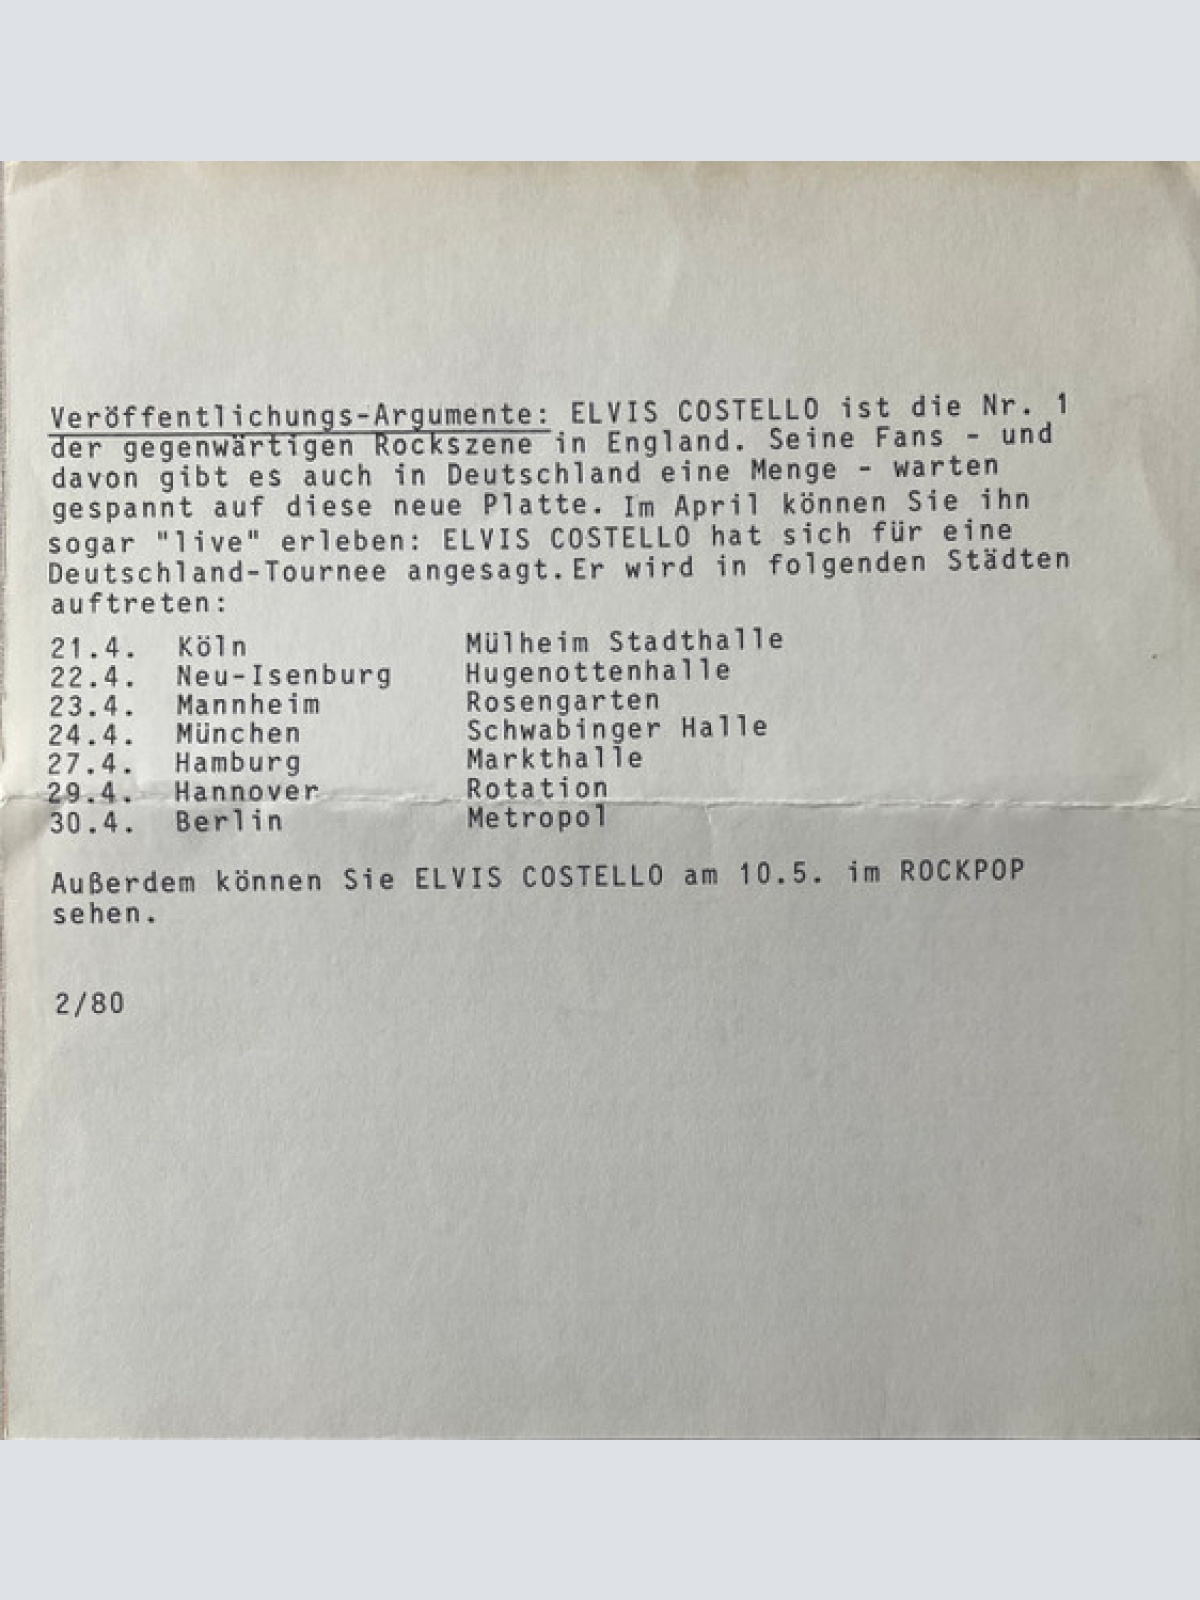 Veröffentlichungs-Argumente: ELVIS COSTELLO ist die Nr. 1
der gegenwärtigen Rockszene in England. Seine Fans - und
davon gibt es auch in Deutschland eine Menge - warten
gespannt auf diese neue Platte. Im April können Sie ihn
sogar "live" erleben: ELVIS COSTELLO hat sich für eine
Deutschland-Tournee angesagt. Er wird in folgenden Städten
auftreten:
21.4. Köln Mülheim Stadthalle
22.4. Neu-Isenburg Hugenottenhalle
23.4. Mannheim Rosengarten
24.4. München Schwabinger Halle
27.4. Hamburg Markthalle
29.4. Hannover Rotation
30.4. Berlin Metropol
Außerdem können Sie ELVIS COSTELLO am 10.5. im ROCKPOP
sehen.
2/80